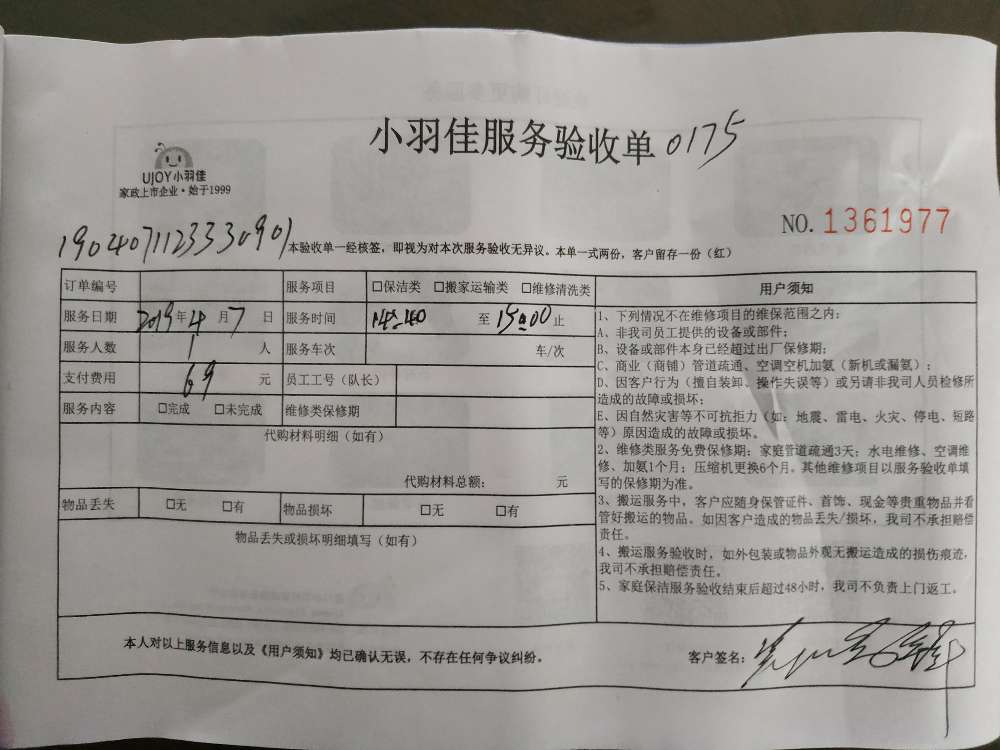 小羽佳服务验收单 0175
UJOY小羽佳
家政上市企业·始于1999
NO. 1361977
本验收单一经核签，即视为对本次服务验收无异议。本单一式两份，客户留存一份（红）
订单编号 服务项目 □保洁类 □搬家运输类 □维修清洗类
服务日期 2019年4月7日 服务时间 14:40 至 15:00止
服务人数 1 人 服务车次 车/次
支付费用 69 元 员工工号（队长）
服务内容 □完成 □未完成 维修类保修期
代购材料明细（如有）
代购材料总额： 元
物品丢失 □无 □有 物品损坏 □无 □有
物品丢失或损坏明细填写（如有）
用户须知
1、下列情况不在维修项目的维保范围之内：
A、非我司员工提供的设备或部件；
B、设备或部件本身已经超过出厂保修期；
C、商业（商铺）管道疏通、空调空机加氨（新机或漏氨）；
D、因客户行为（擅自装卸、操作失误等）或另请非我司人员检修所
造成的故障或损坏；
E、因自然灾害等不可抗拒力（如：地震、雷电、火灾、停电、短路
等）原因造成的故障或损坏。
2、维修类服务免费保修期：家庭管道疏通3天；水电维修、空调维
修、加氨1个月；压缩机更换6个月，其他维修项目以服务验收单填
写的保修期为准。
3、搬运服务中，客户应随身保管证件、首饰、现金等贵重物品并看
管好搬运的物品。如因客户造成的物品丢失/损坏，我司不承担赔偿
责任。
4、搬运服务验收时，如外包装或物品外观无搬运造成的损伤痕迹，
我司不承担赔偿责任。
5、家庭保洁服务验收结束后超过48小时，我司不负责上门返工。
本人对以上服务信息以及《用户须知》均已确认无误，不存在任何争议纠纷。
客户签名：